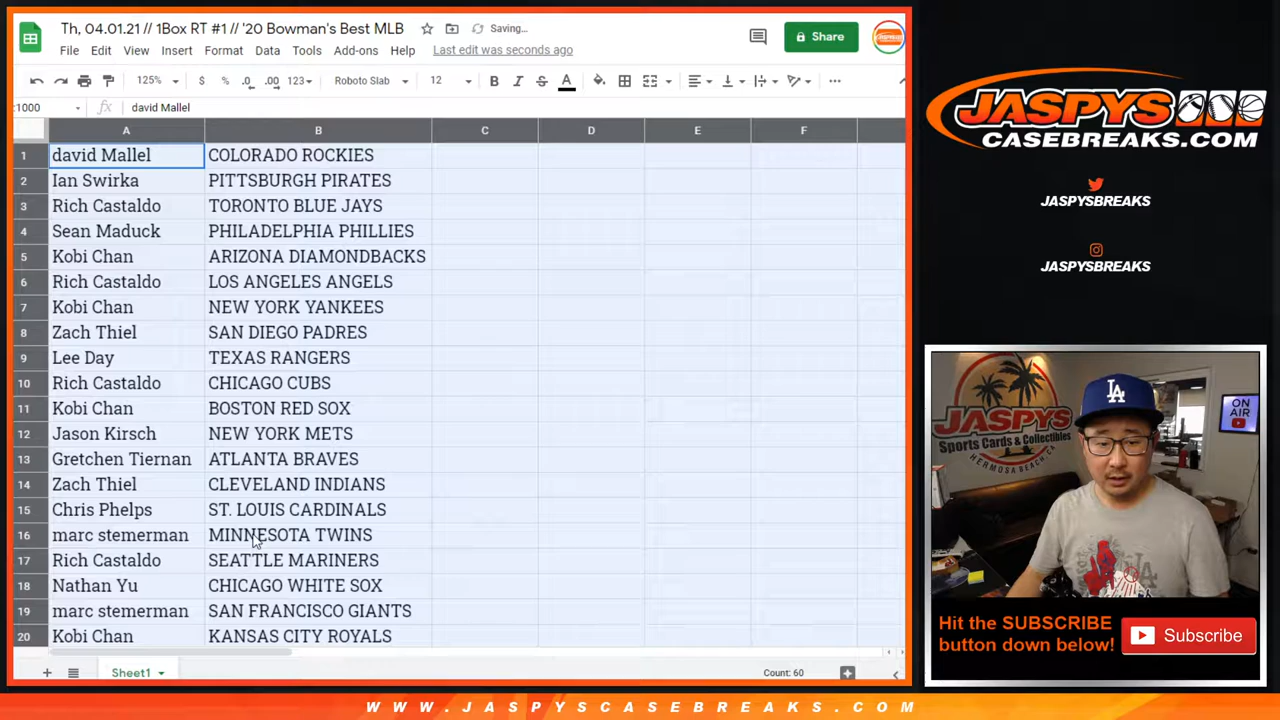 Th, 04.01.21 // 1Box RT #1 // '20 Bowman's Best MLB
Saving...
File Edit View Insert Format Data Tools Add-ons Help Last edit was seconds ago
Share
125% $ % .0 .00 123 Roboto Slab 12 B I S A
:1000 fx david Mallel
A B C D E F
1 david Mallel COLORADO ROCKIES
2 Ian Swirka PITTSBURGH PIRATES
3 Rich Castaldo TORONTO BLUE JAYS
4 Sean Maduck PHILADELPHIA PHILLIES
5 Kobi Chan ARIZONA DIAMONDBACKS
6 Rich Castaldo LOS ANGELES ANGELS
7 Kobi Chan NEW YORK YANKEES
8 Zach Thiel SAN DIEGO PADRES
9 Lee Day TEXAS RANGERS
10 Rich Castaldo CHICAGO CUBS
11 Kobi Chan BOSTON RED SOX
12 Jason Kirsch NEW YORK METS
13 Gretchen Tiernan ATLANTA BRAVES
14 Zach Thiel CLEVELAND INDIANS
15 Chris Phelps ST. LOUIS CARDINALS
16 marc stemerman MINNESOTA TWINS
17 Rich Castaldo SEATTLE MARINERS
18 Nathan Yu CHICAGO WHITE SOX
19 marc stemerman SAN FRANCISCO GIANTS
20 Kobi Chan KANSAS CITY ROYALS
Sheet1
Count: 60
JASPYS
CASEBREAKS.COM
JASPYSBREAKS
JASPYSBREAKS
JASPYS
Sports Cards & Collectibles
HERMOSA BEACH, CA
LA
ON
AIR
Hit the SUBSCRIBE
button down below!
Subscribe
WWW.JASPYSCASEBREAKS.COM